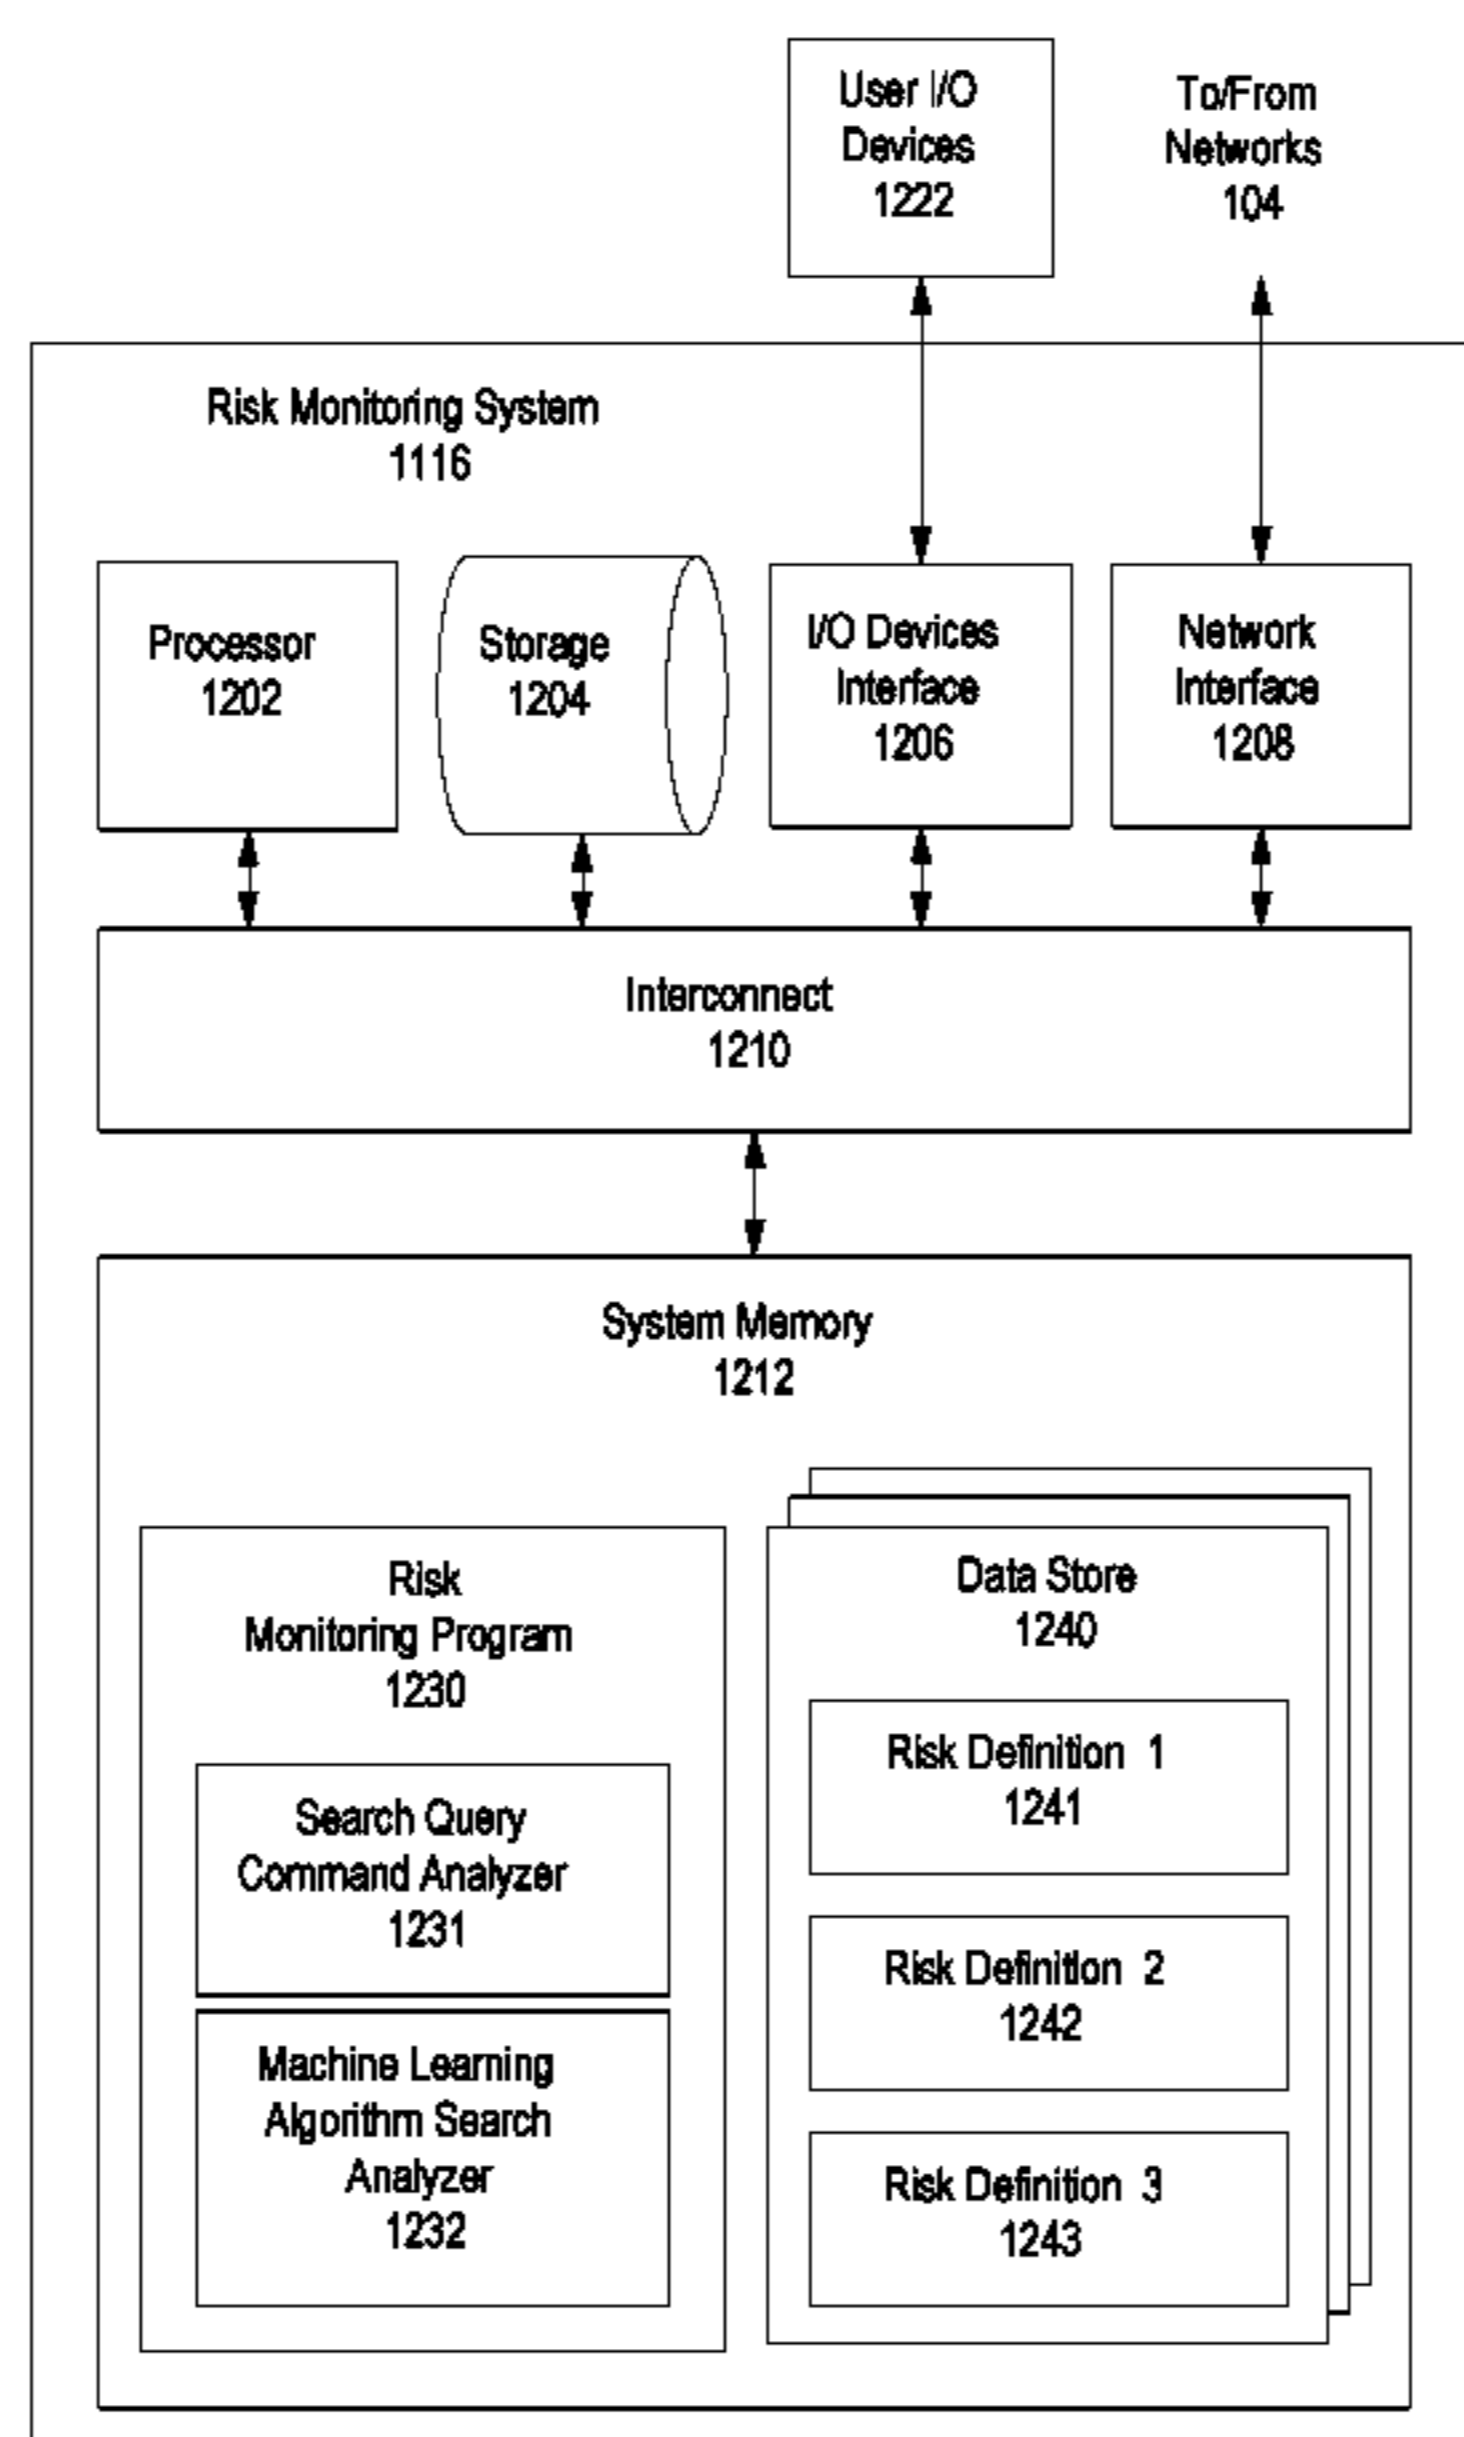 User I/O
Devices
1222
To/From
Networks
104
Risk Monitoring System
1116
Processor
1202
Storage
1204
I/O Devices
Interface
1206
Network
Interface
1208
Interconnect
1210
System Memory
1212
Risk
Monitoring Program
1230
Search Query
Command Analyzer
1231
Machine Learning
Algorithm Search
Analyzer
1232
Data Store
1240
Risk Definition 1
1241
Risk Definition 2
1242
Risk Definition 3
1243